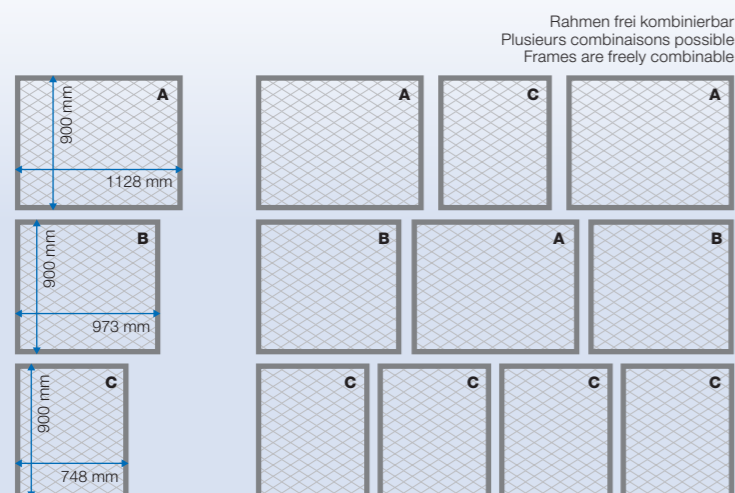 Rahmen frei kombinierbar
Plusieurs combinaisons possible
Frames are freely combinable
A
900 mm
1128 mm
A
C
A
B
900 mm
973 mm
B
A
B
C
900 mm
748 mm
C
C
C
C